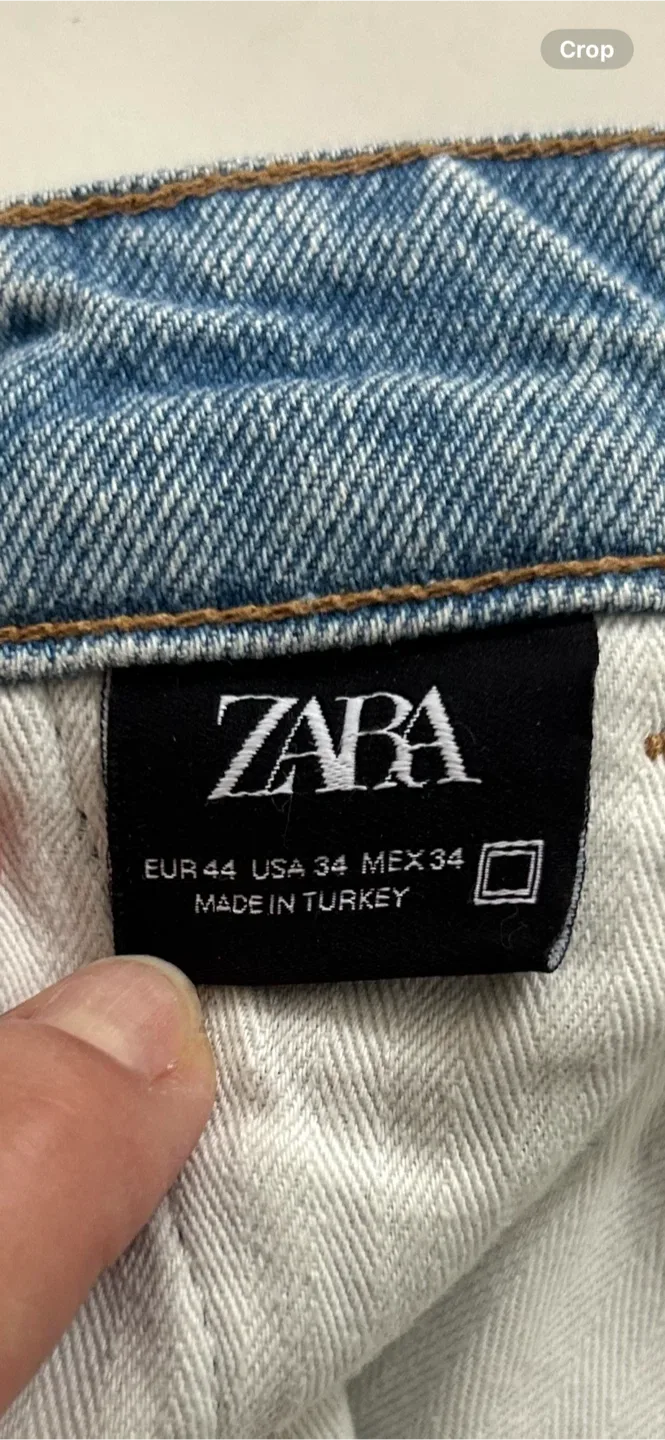 Crop
ZARA
EUR 44 USA 34 MEX 34
MADE IN TURKEY